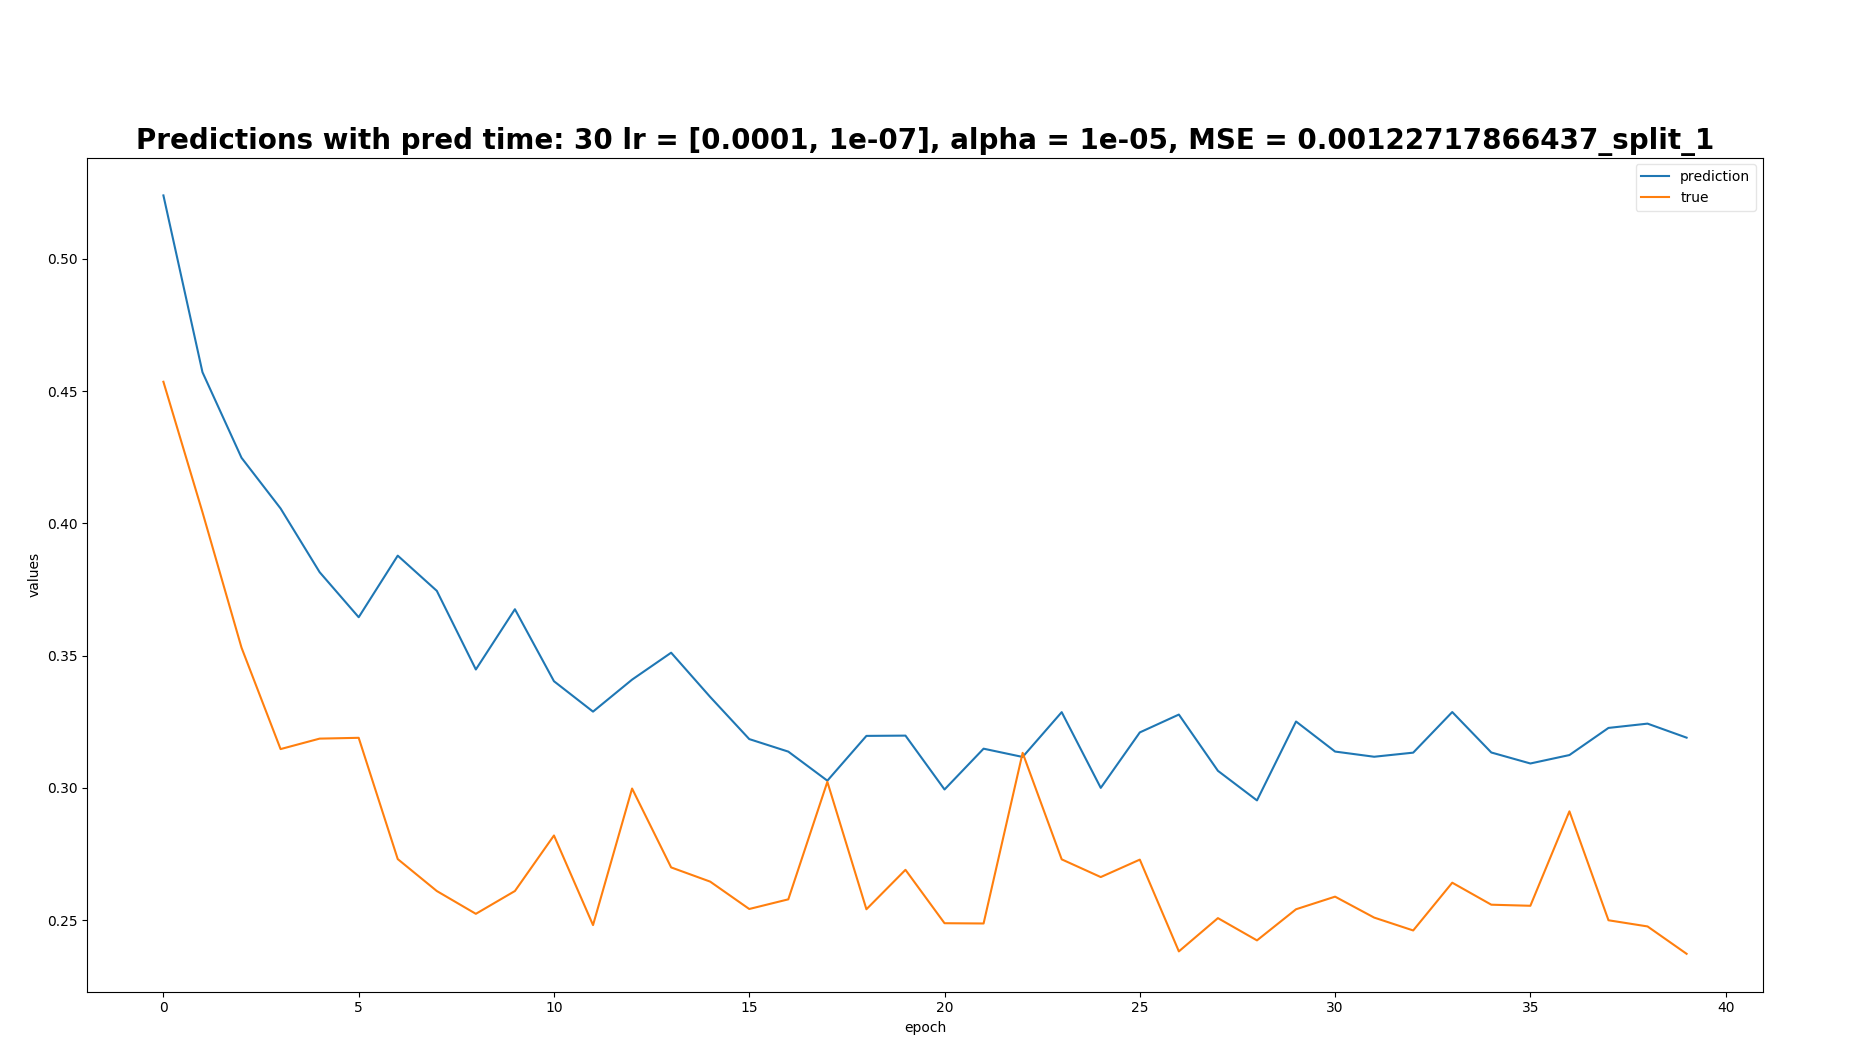 Predictions with pred time: 30 lr = [0.0001, 1e-07], alpha = 1e-05, MSE = 0.00122717866437_split_1
prediction
true
values
0.50
0.45
0.40
0.35
0.30
0.25
0 5 10 15 20 25 30 35 40
epoch